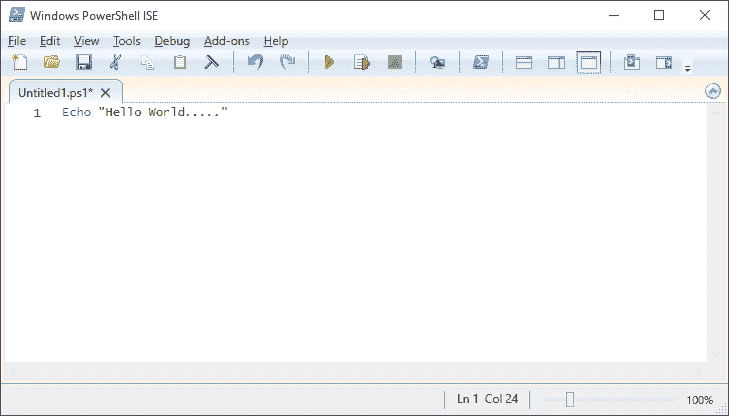 Windows PowerShell ISE
File Edit View Tools Debug Add-ons Help
Untitled1.ps1*
1 Echo "Hello World....."
Ln 1 Col 24 100%